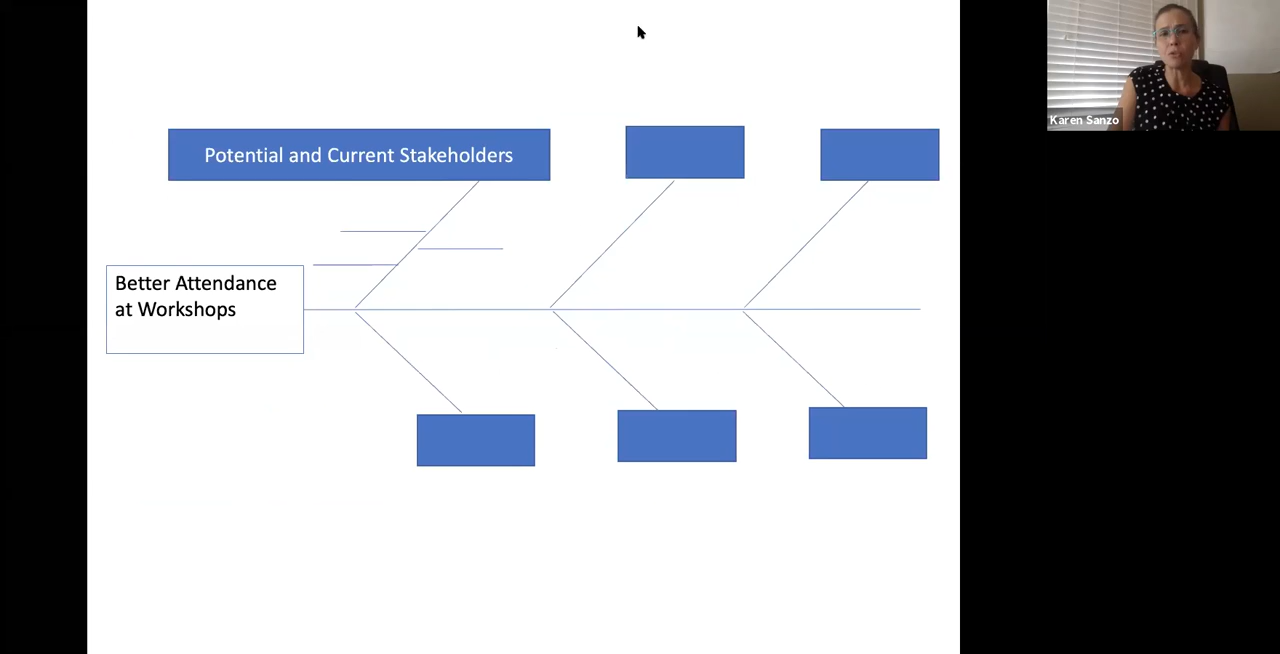 Karen Sanzo
Potential and Current Stakeholders
Better Attendance
at Workshops